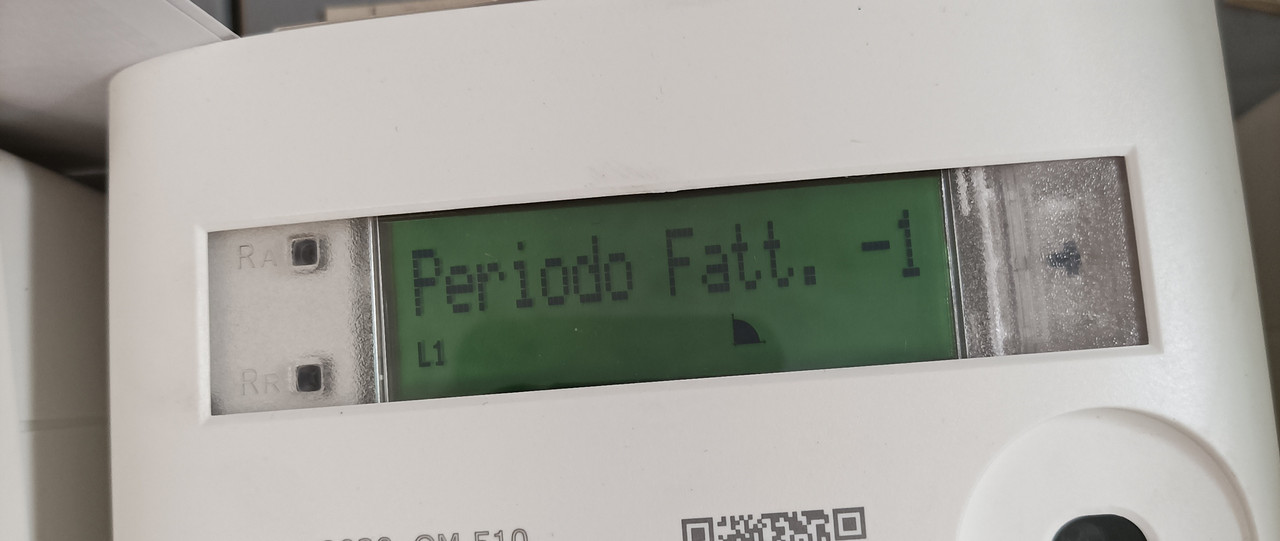 RA
Periodo Fatt. -1
L1
RR